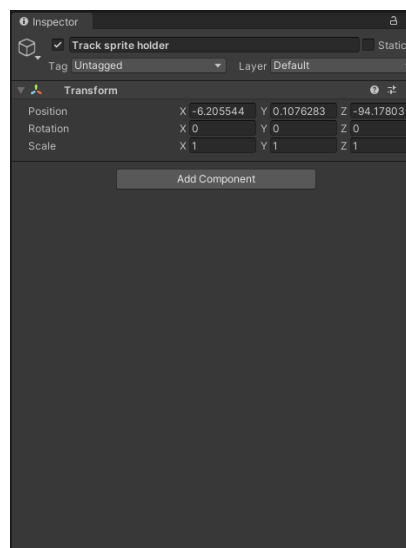 Inspector
Track sprite holder Static
Tag Untagged Layer Default
Transform
Position X -6.205544 Y 0.1076283 Z -94.17803
Rotation X 0 Y 0 Z 0
Scale X 1 Y 1 Z 1
Add Component